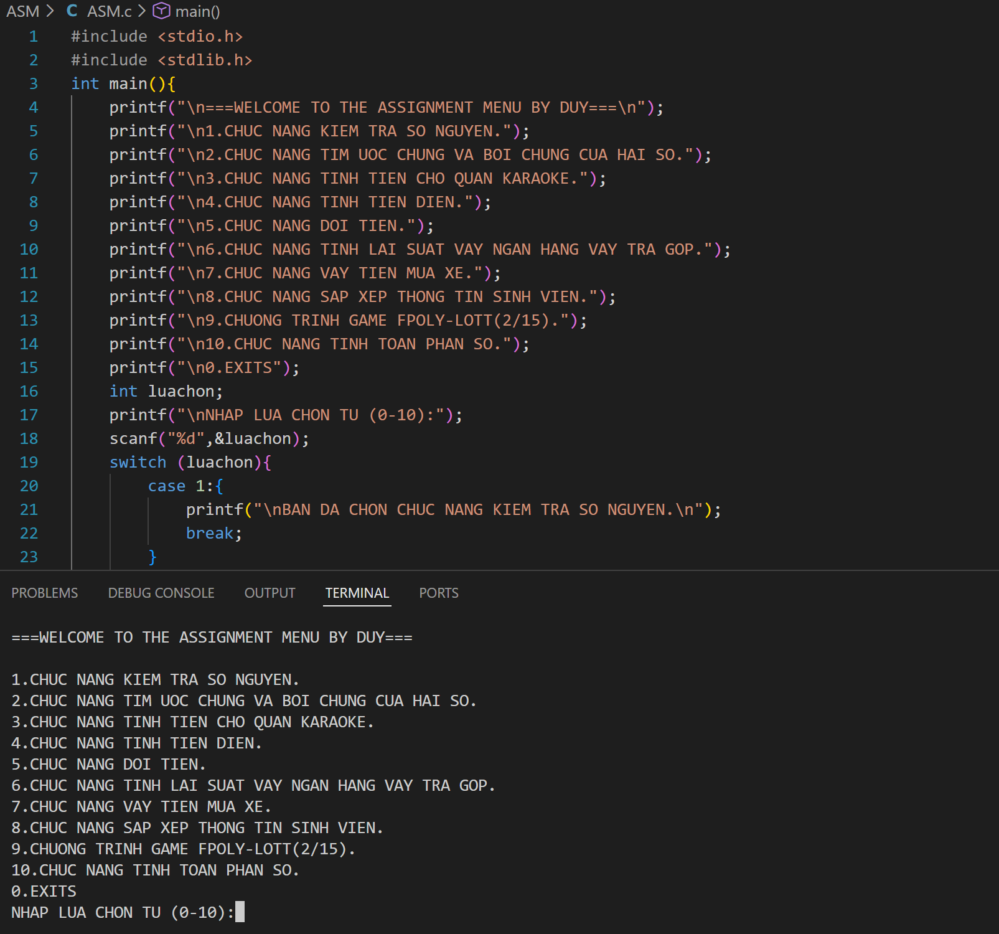 ASM > C ASM.c > main()
1 #include <stdio.h>
2 #include <stdlib.h>
3 int main(){
4     printf("\n===WELCOME TO THE ASSIGNMENT MENU BY DUY===\n");
5     printf("\n1.CHUC NANG KIEM TRA SO NGUYEN.");
6     printf("\n2.CHUC NANG TIM UOC CHUNG VA BOI CHUNG CUA HAI SO.");
7     printf("\n3.CHUC NANG TINH TIEN CHO QUAN KARAOKE.");
8     printf("\n4.CHUC NANG TINH TIEN DIEN.");
9     printf("\n5.CHUC NANG DOI TIEN.");
10     printf("\n6.CHUC NANG TINH LAI SUAT VAY NGAN HANG VAY TRA GOP.");
11     printf("\n7.CHUC NANG VAY TIEN MUA XE.");
12     printf("\n8.CHUC NANG SAP XEP THONG TIN SINH VIEN.");
13     printf("\n9.CHUONG TRINH GAME FPOLY-LOTT(2/15).");
14     printf("\n10.CHUC NANG TINH TOAN PHAN SO.");
15     printf("\n0.EXITS");
16     int luachon;
17     printf("\nNHAP LUA CHON TU (0-10):");
18     scanf("%d",&luachon);
19     switch (luachon){
20         case 1:{
21             printf("\nBAN DA CHON CHUC NANG KIEM TRA SO NGUYEN.\n");
22             break;
23         }
PROBLEMS DEBUG CONSOLE OUTPUT TERMINAL PORTS
===WELCOME TO THE ASSIGNMENT MENU BY DUY===
1.CHUC NANG KIEM TRA SO NGUYEN.
2.CHUC NANG TIM UOC CHUNG VA BOI CHUNG CUA HAI SO.
3.CHUC NANG TINH TIEN CHO QUAN KARAOKE.
4.CHUC NANG TINH TIEN DIEN.
5.CHUC NANG DOI TIEN.
6.CHUC NANG TINH LAI SUAT VAY NGAN HANG VAY TRA GOP.
7.CHUC NANG VAY TIEN MUA XE.
8.CHUC NANG SAP XEP THONG TIN SINH VIEN.
9.CHUONG TRINH GAME FPOLY-LOTT(2/15).
10.CHUC NANG TINH TOAN PHAN SO.
0.EXITS
NHAP LUA CHON TU (0-10):